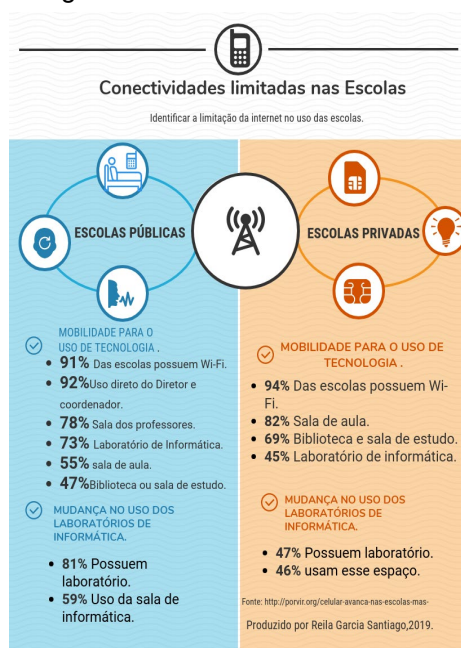 Conectividades limitadas nas Escolas
Identificar a limitação da internet no uso das escolas.
ESCOLAS PÚBLICAS
MOBILIDADE PARA O
USO DE TECNOLOGIA .
• 91% Das escolas possuem Wi-Fi.
• 92%Uso direto do Diretor e
coordenador.
• 78% Sala dos professores.
• 73% Laboratório de Informática.
• 55% sala de aula.
• 47%Biblioteca ou sala de estudo.
MUDANÇA NO USO DOS
LABORATÓRIOS DE
INFORMÁTICA.
• 81% Possuem
laboratório.
• 59% Uso da sala de
informática.
ESCOLAS PRIVADAS
MOBILIDADE PARA O USO DE
TECNOLOGIA .
• 94% Das escolas possuem Wi-
Fi.
• 82% Sala de aula.
• 69% Biblioteca e sala de estudo.
• 45% Laboratório de informática.
MUDANÇA NO USO DOS
LABORATÓRIOS DE
INFORMÁTICA.
• 47% Possuem laboratório.
• 46% usam esse espaço.
Fonte: http://porvir.org/celular-avanca-nas-escolas-mas-
Produzido por Reila Garcia Santiago,2019.